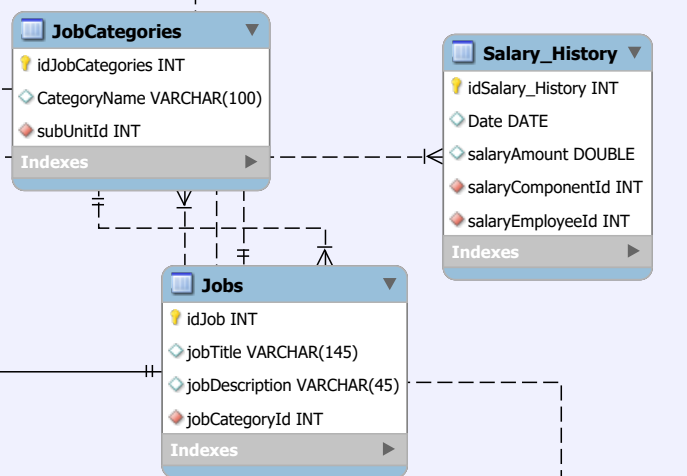 JobCategories
idJobCategories INT
CategoryName VARCHAR(100)
subUnitId INT
Indexes
Salary_History
idSalary_History INT
Date DATE
salaryAmount DOUBLE
salaryComponentId INT
salaryEmployeeId INT
Indexes
Jobs
idJob INT
jobTitle VARCHAR(145)
jobDescription VARCHAR(45)
jobCategoryId INT
Indexes